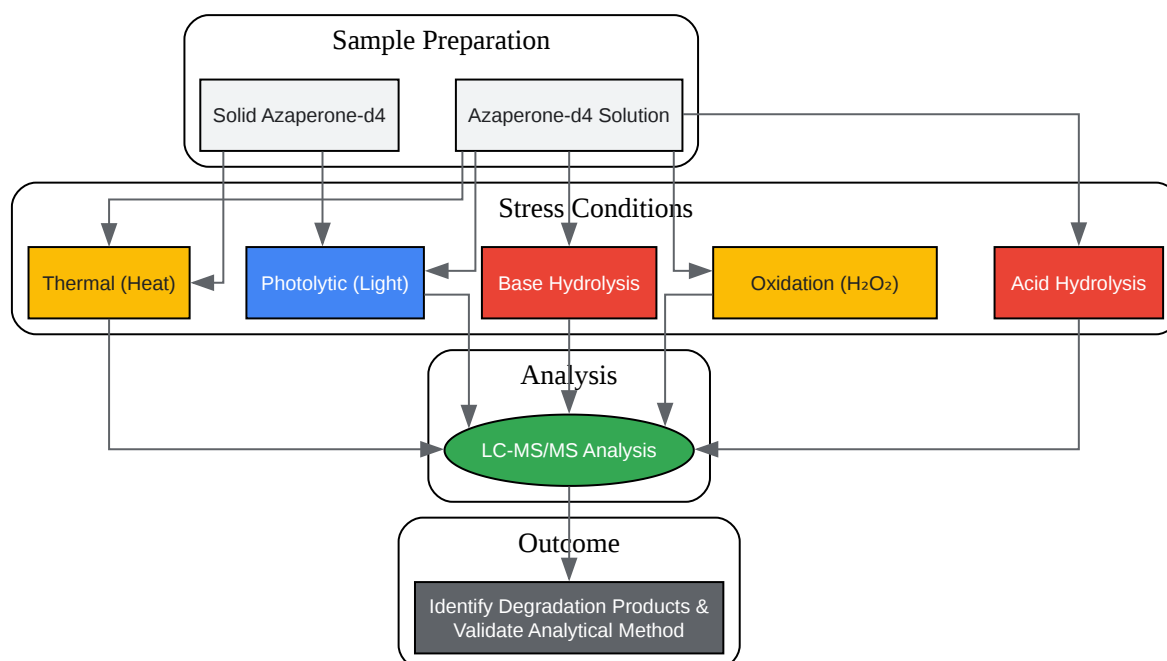 Sample Preparation
Solid Azaperone-d4
Azaperone-d4 Solution
Stress Conditions
Thermal (Heat)
Photolytic (Light)
Base Hydrolysis
Oxidation (H₂O₂)
Acid Hydrolysis
Analysis
LC-MS/MS Analysis
Outcome
Identify Degradation Products &
Validate Analytical Method